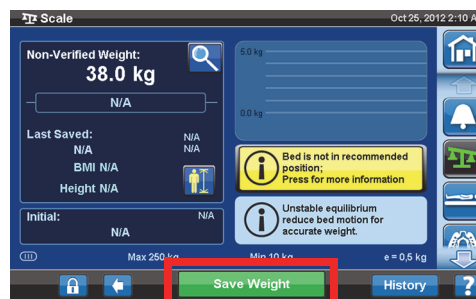 Scale
Oct 25, 2012 2:10 A
Non-Verified Weight:
38.0 kg
N/A
Last Saved:
N/A
N/A
N/A
BMI N/A
Height N/A
Initial:
N/A
N/A
5.0 kg
0.0 kg
Bed is not in recommended
position;
Press for more information
Unstable equilibrium
reduce bed motion for
accurate weight.
Max 250 kg
Min 10 kg
e = 0,5 kg
Save Weight
History
?